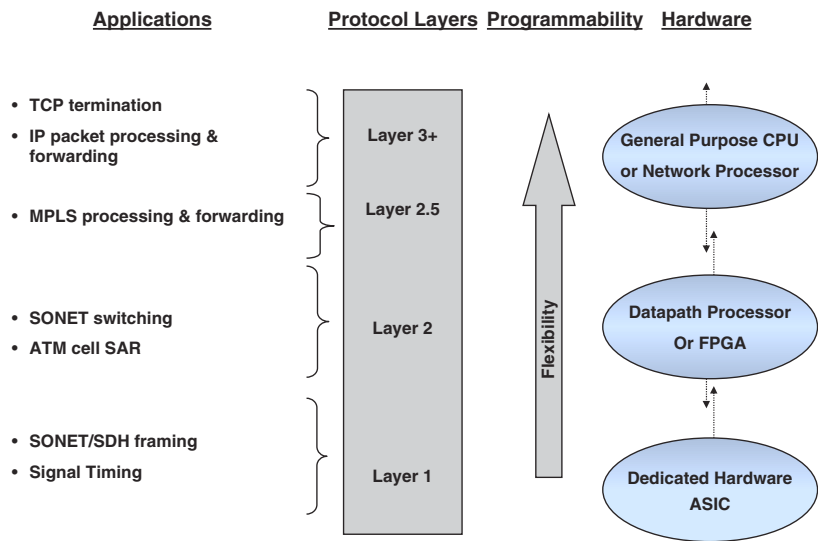 Applications
Protocol Layers
Programmability
Hardware
• TCP termination
• IP packet processing &
forwarding
Layer 3+
General Purpose CPU
or Network Processor
• MPLS processing & forwarding
Layer 2.5
• SONET switching
• ATM cell SAR
Layer 2
Flexibility
Datapath Processor
Or FPGA
• SONET/SDH framing
• Signal Timing
Layer 1
Dedicated Hardware
ASIC